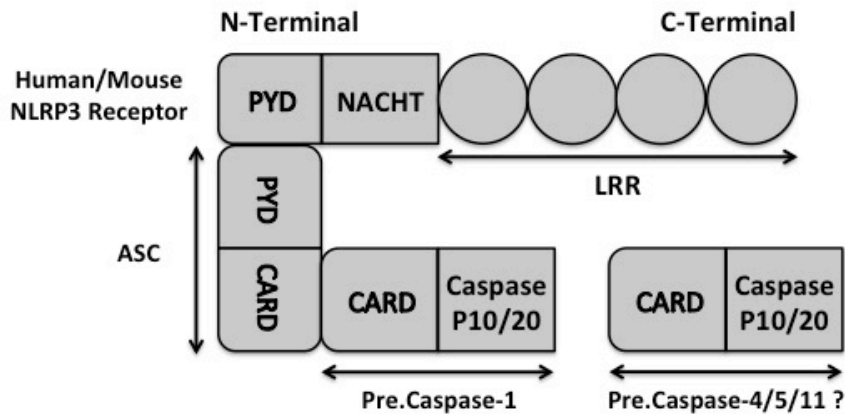 N-Terminal
C-Terminal
Human/Mouse
NLRP3 Receptor
PYD
NACHT
LRR
ASC
PYD
CARD
CARD
Caspase
P10/20
CARD
Caspase
P10/20
Pre.Caspase-1
Pre.Caspase-4/5/11 ?